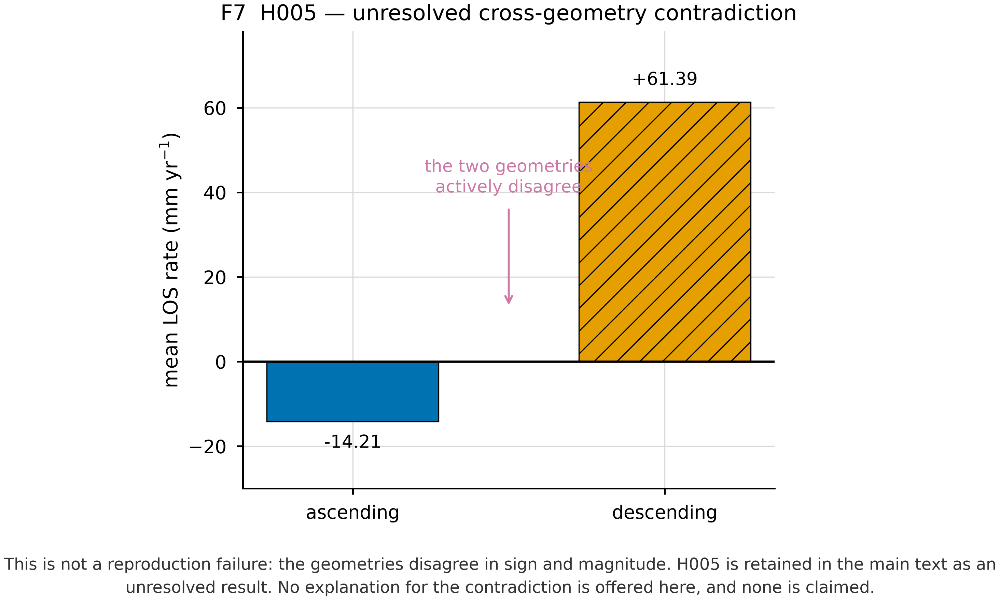 F7  H005 — unresolved cross-geometry contradiction
mean LOS rate (mm yr⁻¹)
60
40
20
0
−20
+61.39
the two geometries
actively disagree
-14.21
ascending
descending
This is not a reproduction failure: the geometries disagree in sign and magnitude. H005 is retained in the main text as an
unresolved result. No explanation for the contradiction is offered here, and none is claimed.